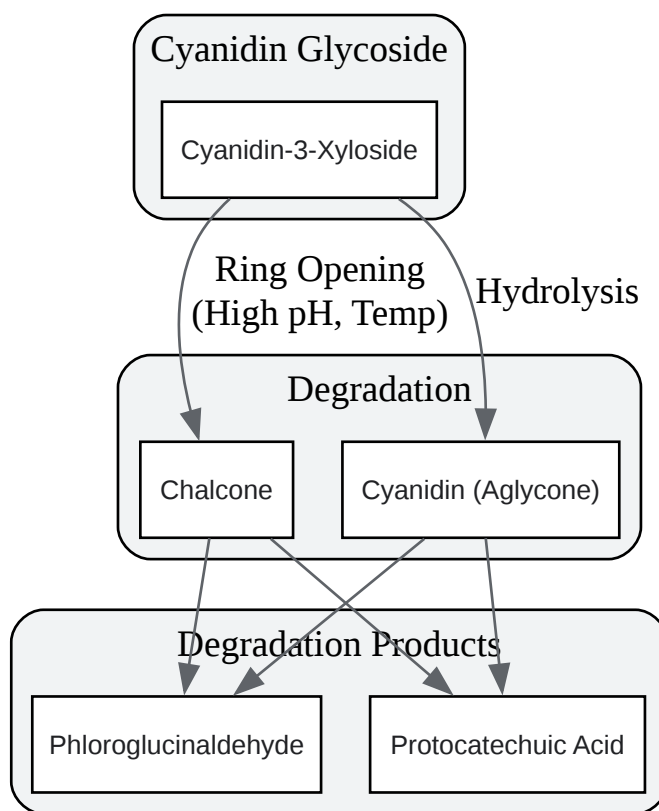 Cyanidin Glycoside
Cyanidin-3-Xyloside
Ring Opening
(High pH, Temp)
Hydrolysis
Degradation
Chalcone
Cyanidin (Aglycone)
Degradation Products
Phloroglucinaldehyde
Protocatechuic Acid